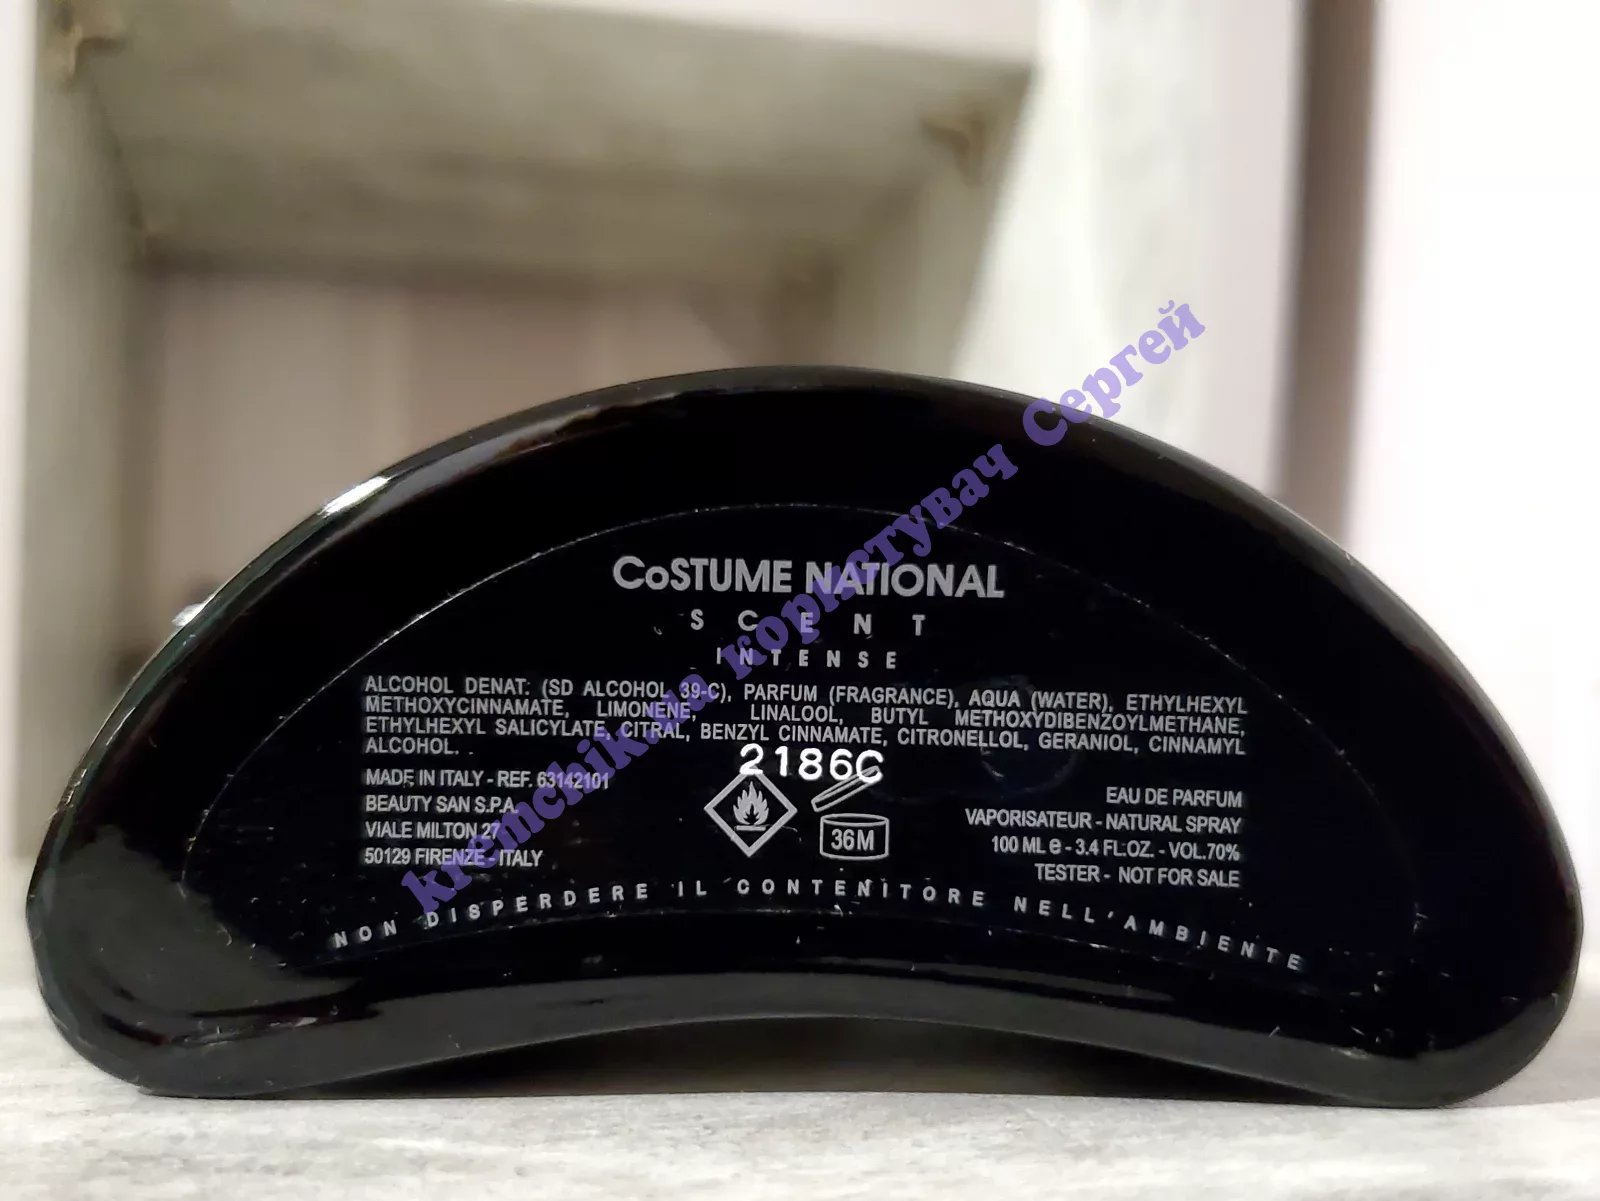 CoSTUME NATIONAL
SCENT
INTENSE
ALCOHOL DENAT. (SD ALCOHOL 39-C), PARFUM (FRAGRANCE), AQUA (WATER), ETHYLHEXYL
METHOXYCINNAMATE, LIMONENE, LINALOOL, BUTYL METHOXYDIBENZOYLMETHANE,
ETHYLHEXYL SALICYLATE, CITRAL, BENZYL CINNAMATE, CITRONELLOL, GERANIOL, CINNAMYL
ALCOHOL.
2186C
MADE IN ITALY - REF. 63142101
BEAUTY SAN S.P.A.
VIALE MILTON 27
50129 FIRENZE - ITALY
36M
EAU DE PARFUM
VAPORISATEUR - NATURAL SPRAY
100 ML e - 3.4 FL.OZ. - VOL.70%
TESTER - NOT FOR SALE
NON DISPERDERE IL CONTENITORE NELL'AMBIENTE
kremchik.ua користувач Сергей